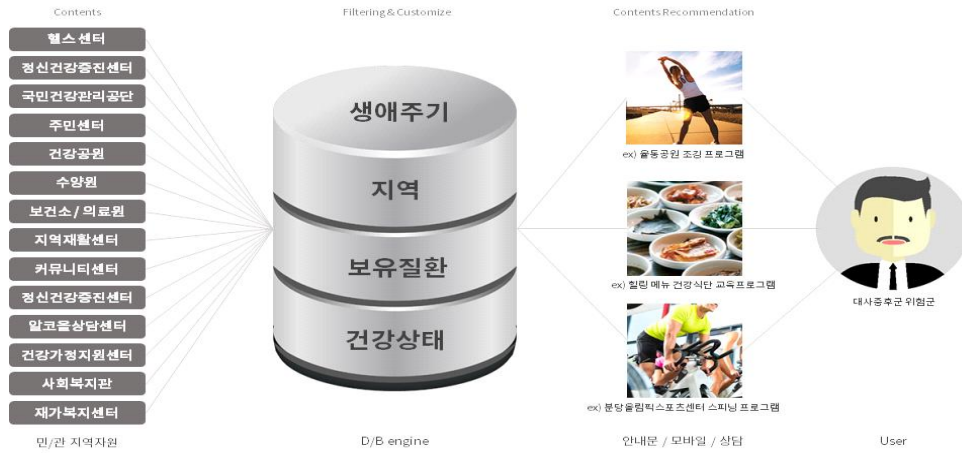 Contents
Filtering & Customize
Contents Recommendation
헬스센터
정신건강증진센터
국민건강관리공단
주민센터
건강공원
수양원
보건소 / 의료원
지역재활센터
커뮤니티센터
정신건강증진센터
알코올상담센터
건강가정지원센터
사회복지관
재가복지센터
민/관 지역자원
생애주기
지역
보유질환
건강상태
D/B engine
ex) 율동공원 조깅 프로그램
ex) 힐링 메뉴 건강식단 교육프로그램
ex) 분당올림픽스포츠센터 스피닝 프로그램
안내문 / 모바일 / 상담
대사증후군 위험군
User